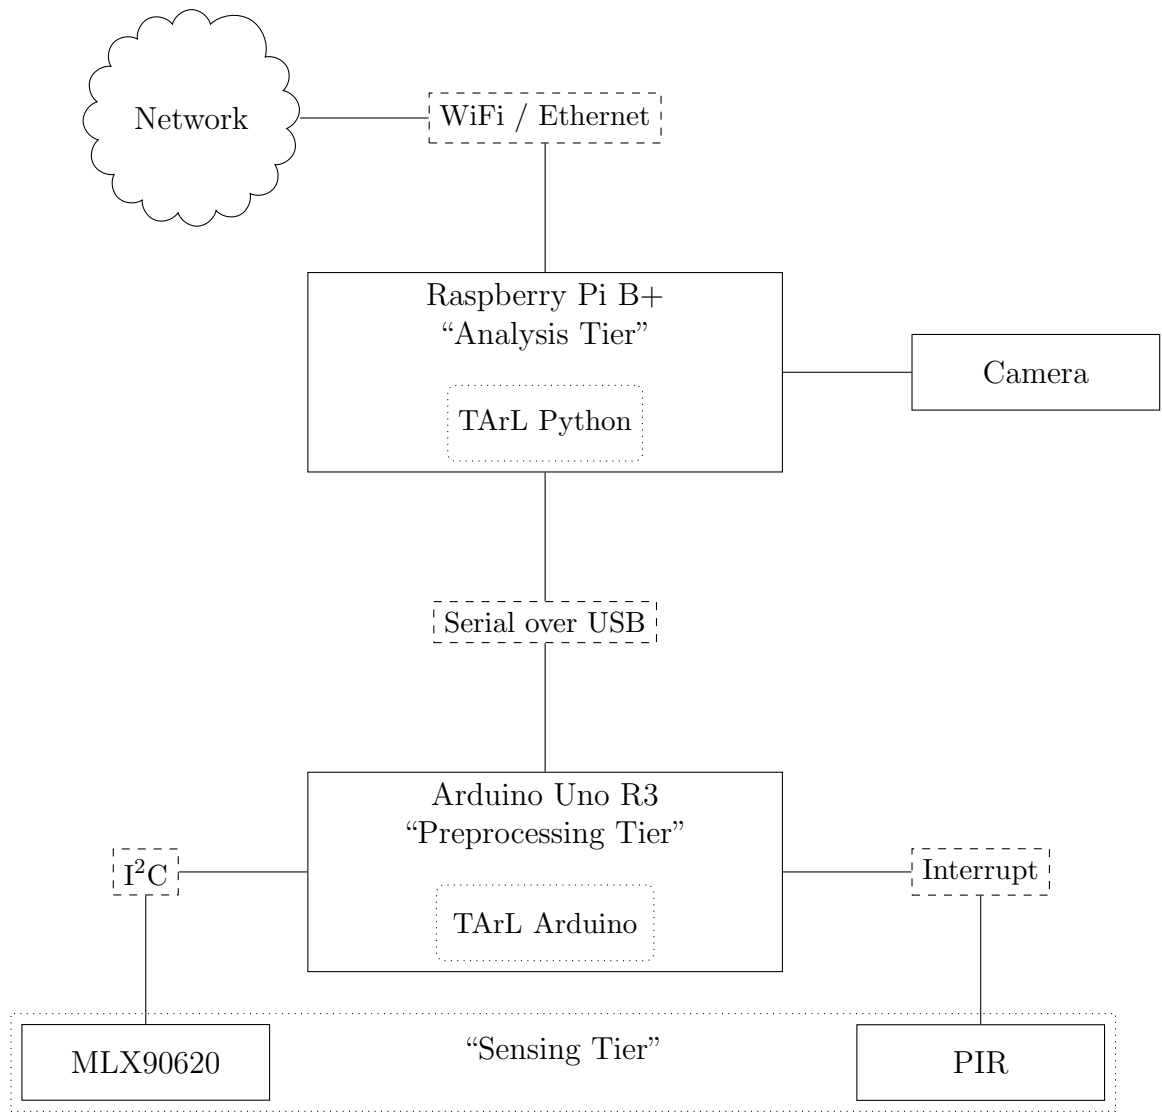 Network
WiFi / Ethernet
Raspberry Pi B+
“Analysis Tier”
TArL Python
Camera
Serial over USB
Arduino Uno R3
“Preprocessing Tier”
TArL Arduino
I²C
Interrupt
MLX90620
“Sensing Tier”
PIR